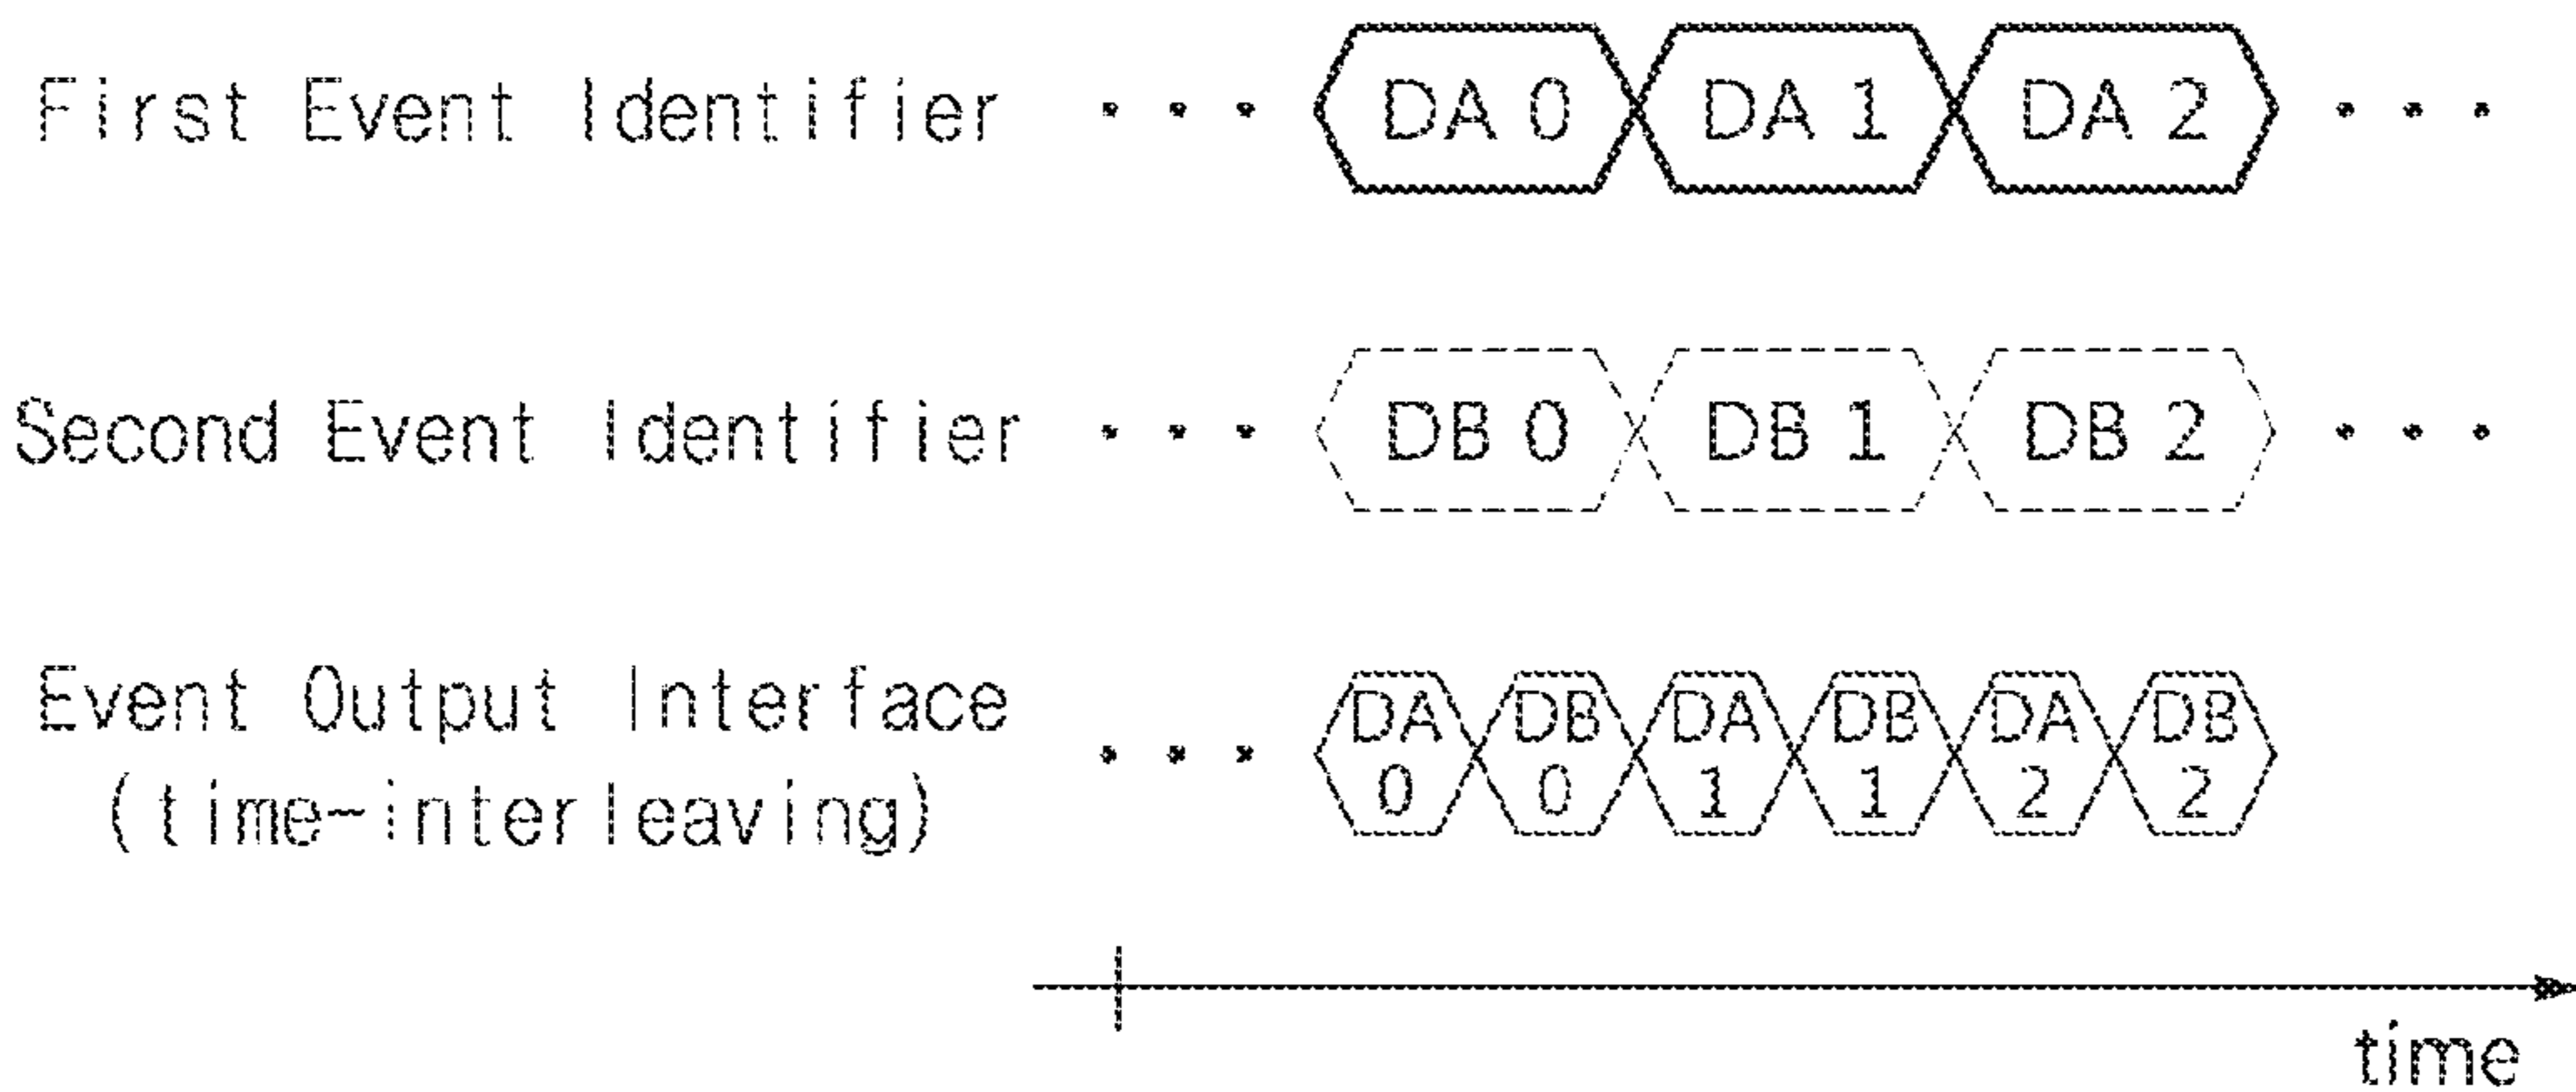 First Event Identifier · · · DA 0 DA 1 DA 2 · · ·
Second Event Identifier · · · DB 0 DB 1 DB 2 · · ·
Event Output Interface
(time-interleaving)
· · · DA DB DA DB DA DB
0 0 1 1 2 2
time